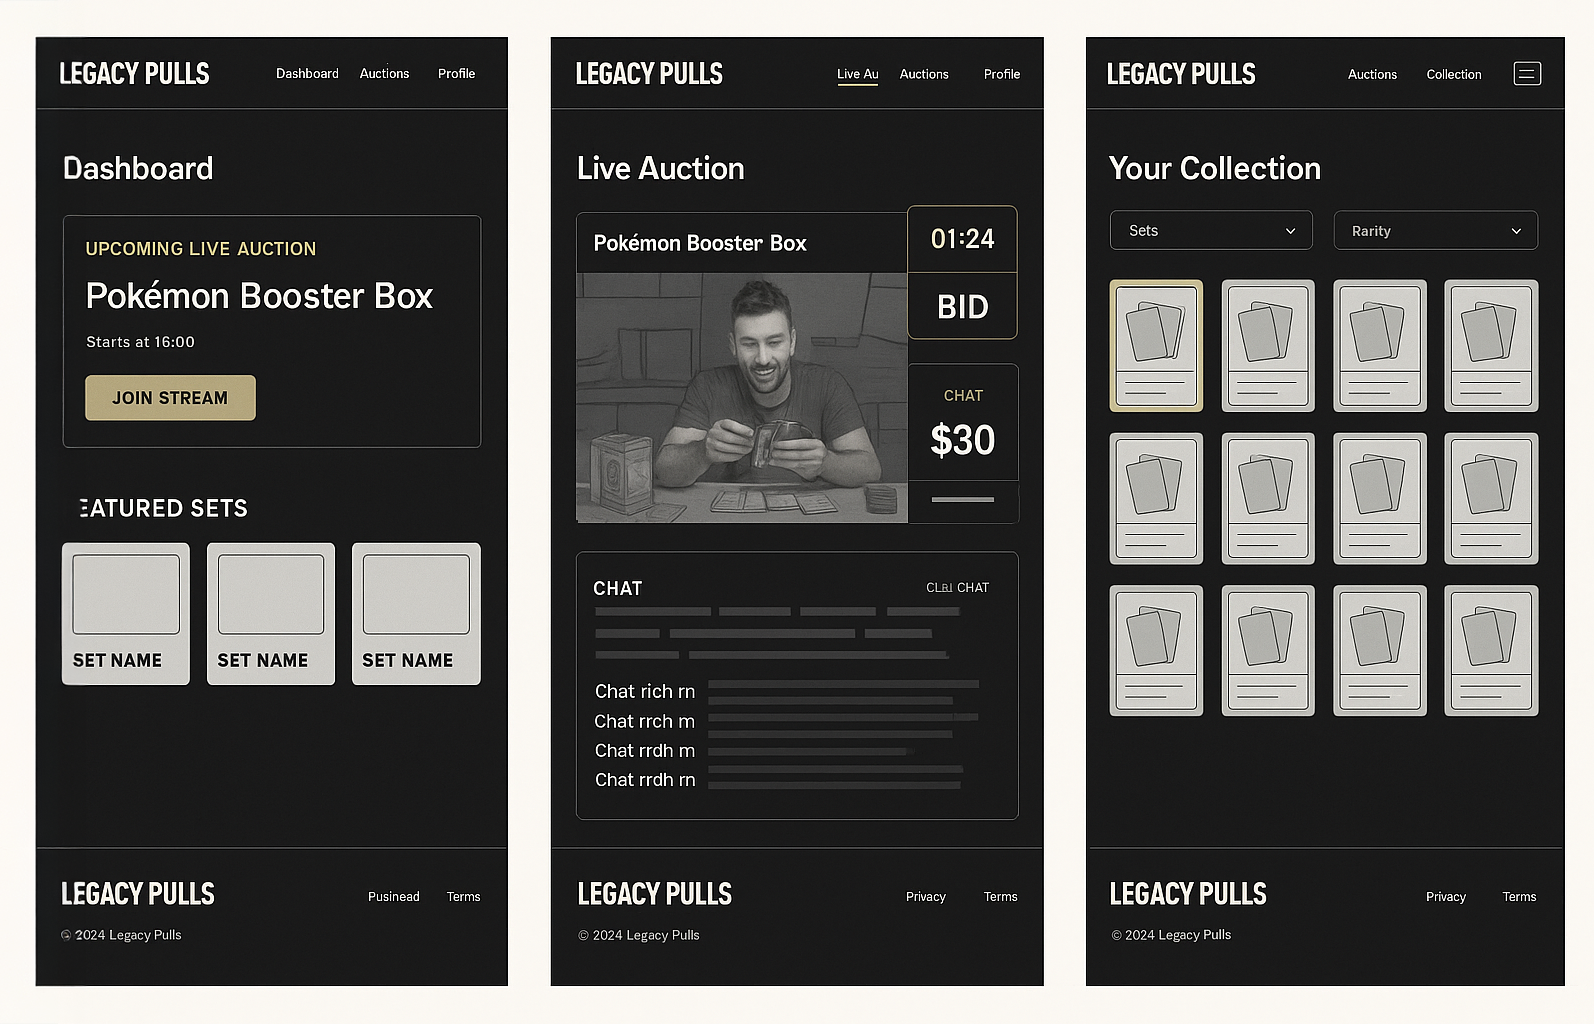 LEGACY PULLS
Dashboard Auctions Profile
Dashboard
UPCOMING LIVE AUCTION
Pokémon Booster Box
Starts at 16:00
JOIN STREAM
EATURED SETS
SET NAME SET NAME SET NAME
LEGACY PULLS
Pusinead Terms
© 2024 Legacy Pulls
LEGACY PULLS
Live Au Auctions Profile
Live Auction
Pokémon Booster Box
01:24
BID
CHAT
$30
CHAT
CHAT
Chat rich rn
Chat rrch m
Chat rrdh m
Chat rrdh rn
LEGACY PULLS
Privacy Terms
© 2024 Legacy Pulls
LEGACY PULLS
Auctions Collection
Your Collection
Sets Rarity
LEGACY PULLS
Privacy Terms
© 2024 Legacy Pulls